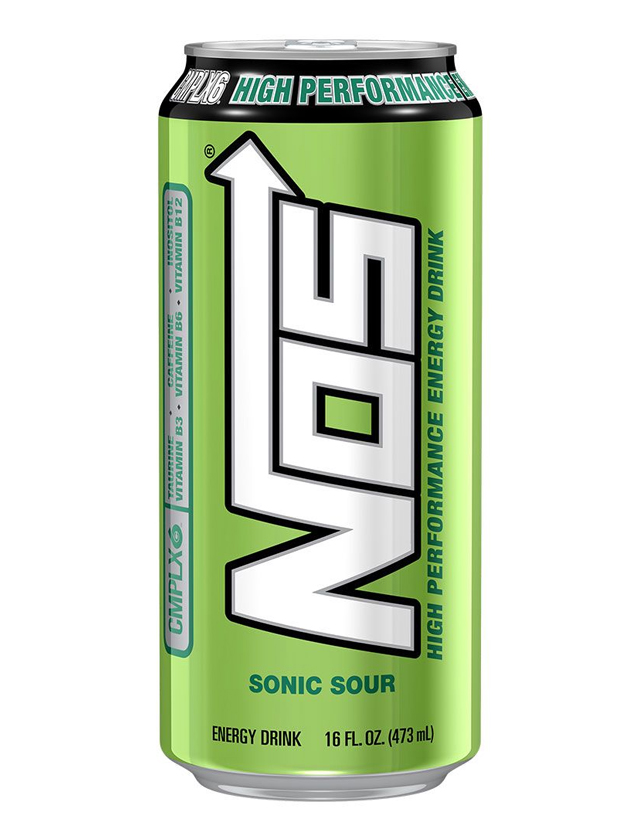 CMPLX6 HIGH PERFORMANCE
®
NOS
HIGH PERFORMANCE ENERGY DRINK
CMPLX6
TAURINE • CAFFEINE • INOSITOL
VITAMIN B3 • VITAMIN B6 • VITAMIN B12
SONIC SOUR
ENERGY DRINK 16 FL. OZ. (473 mL)